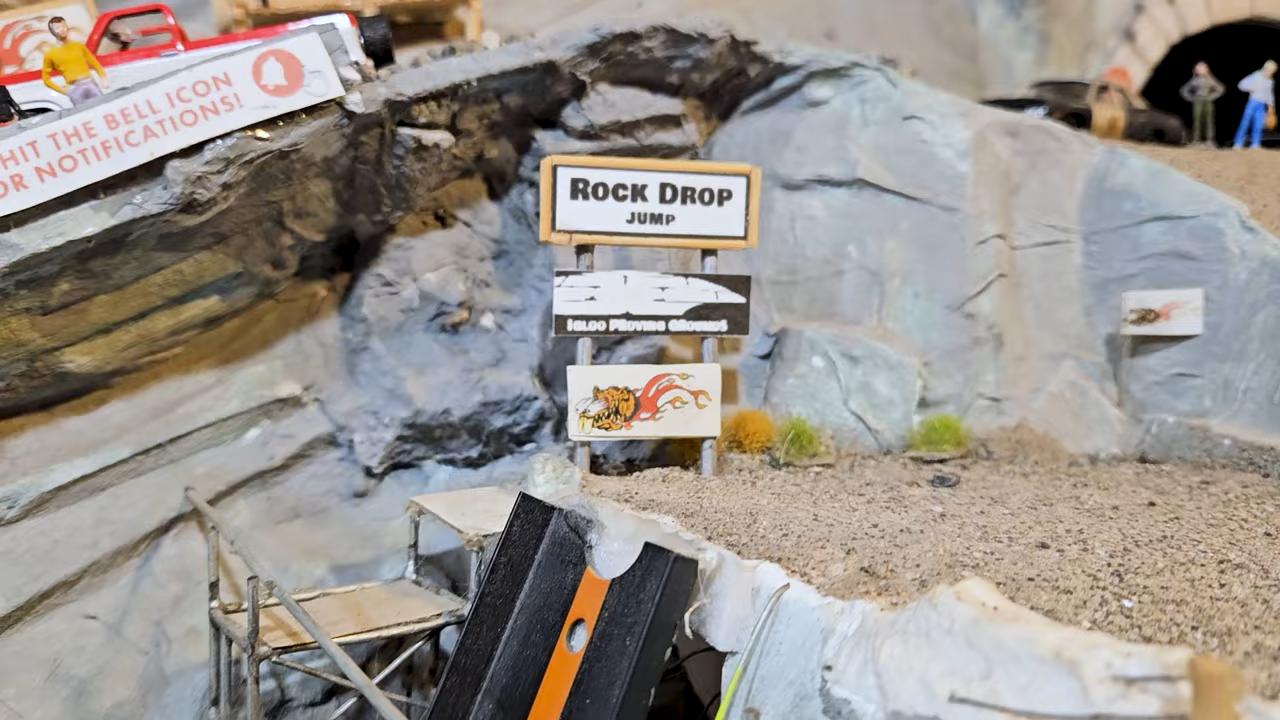 HIT THE BELL ICON
OR NOTIFICATIONS!
ROCK DROP
JUMP
IGLOO PROVING GROUNDS